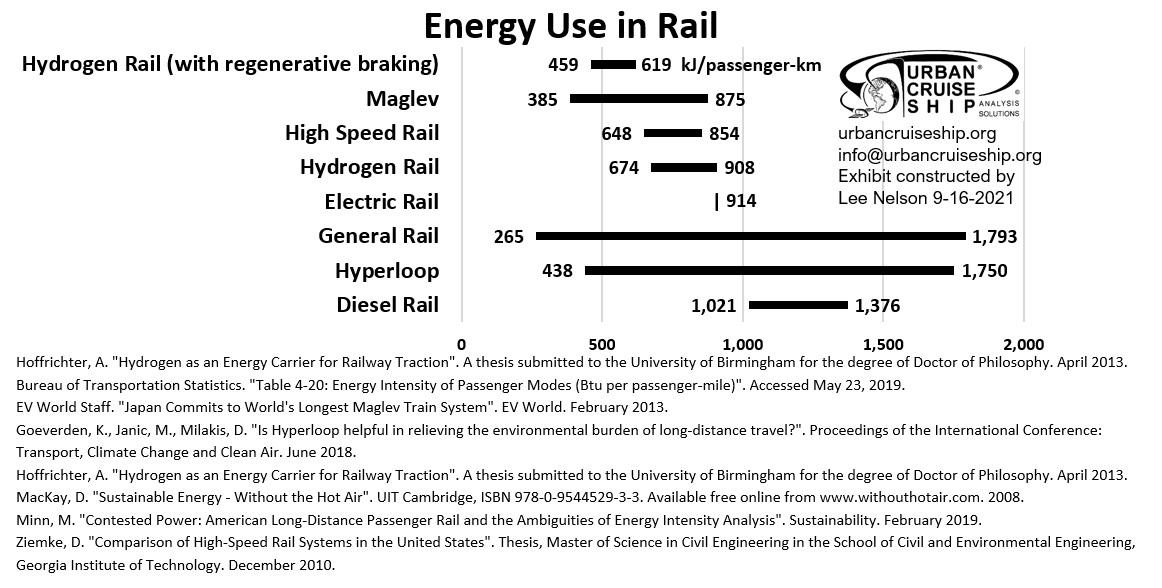 Energy Use in Rail
Hydrogen Rail (with regenerative braking) 459 619 kJ/passenger-km
Maglev 385 875
High Speed Rail 648 854
Hydrogen Rail 674 908
Electric Rail 914
General Rail 265 1,793
Hyperloop 438 1,750
Diesel Rail 1,021 1,376
0 500 1,000 1,500 2,000
URBAN®
CRUISE
SHIP © ANALYSIS
SOLUTIONS
urbancruiseship.org
info@urbancruiseship.org
Exhibit constructed by
Lee Nelson 9-16-2021
Hoffrichter, A. "Hydrogen as an Energy Carrier for Railway Traction". A thesis submitted to the University of Birmingham for the degree of Doctor of Philosophy. April 2013.
Bureau of Transportation Statistics. "Table 4-20: Energy Intensity of Passenger Modes (Btu per passenger-mile)". Accessed May 23, 2019.
EV World Staff. "Japan Commits to World's Longest Maglev Train System". EV World. February 2013.
Goeverden, K., Janic, M., Milakis, D. "Is Hyperloop helpful in relieving the environmental burden of long-distance travel?". Proceedings of the International Conference:
Transport, Climate Change and Clean Air. June 2018.
Hoffrichter, A. "Hydrogen as an Energy Carrier for Railway Traction". A thesis submitted to the University of Birmingham for the degree of Doctor of Philosophy. April 2013.
MacKay, D. "Sustainable Energy - Without the Hot Air". UIT Cambridge, ISBN 978-0-9544529-3-3. Available free online from www.withouthotair.com. 2008.
Minn, M. "Contested Power: American Long-Distance Passenger Rail and the Ambiguities of Energy Intensity Analysis". Sustainability. February 2019.
Ziemke, D. "Comparison of High-Speed Rail Systems in the United States". Thesis, Master of Science in Civil Engineering in the School of Civil and Environmental Engineering,
Georgia Institute of Technology. December 2010.